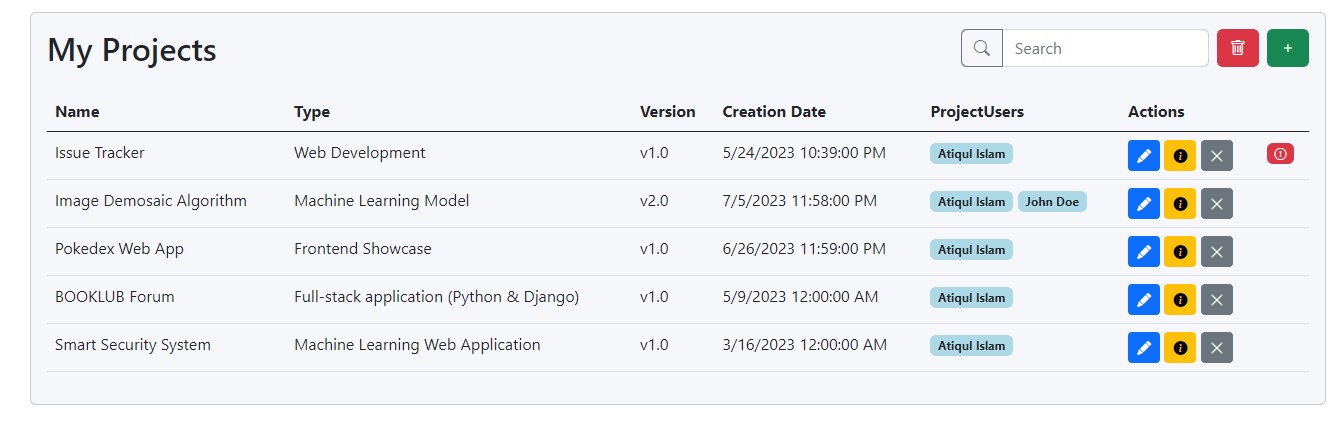 My Projects
Search
+
Name Type Version Creation Date ProjectUsers Actions
Issue Tracker Web Development v1.0 5/24/2023 10:39:00 PM Atiqul Islam
Image Demosaic Algorithm Machine Learning Model v2.0 7/5/2023 11:58:00 PM Atiqul Islam John Doe
Pokedex Web App Frontend Showcase v1.0 6/26/2023 11:59:00 PM Atiqul Islam
BOOKLUB Forum Full-stack application (Python & Django) v1.0 5/9/2023 12:00:00 AM Atiqul Islam
Smart Security System Machine Learning Web Application v1.0 3/16/2023 12:00:00 AM Atiqul Islam